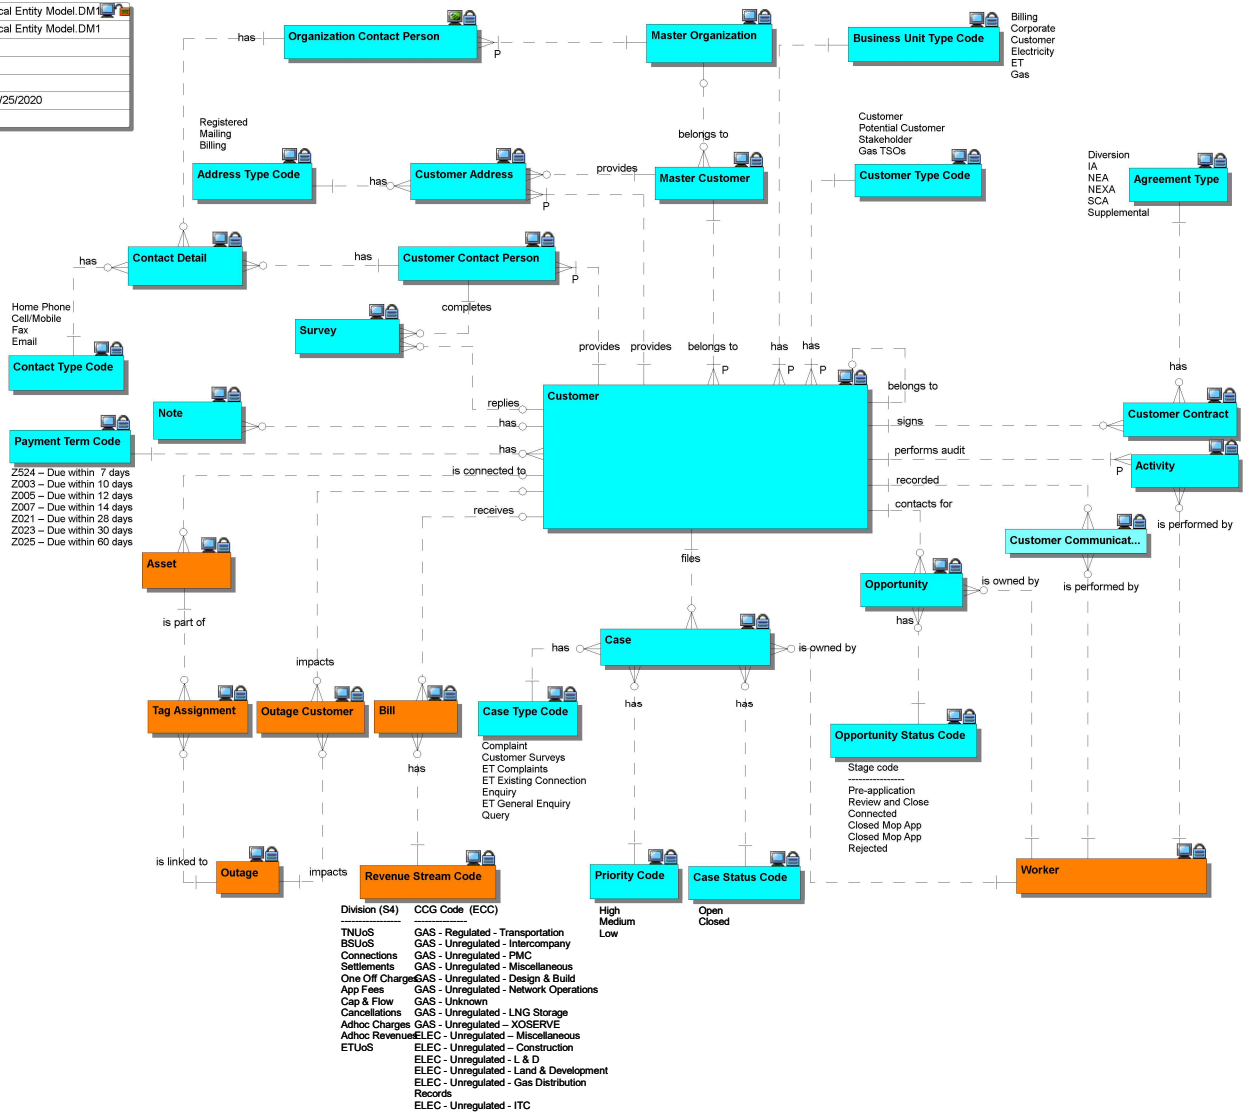 cal Entity Model.DM1
cal Entity Model.DM1
/25/2020
has
Organization Contact Person
P
Master Organization
Business Unit Type Code
Billing
Corporate
Customer
Electricity
ET
Gas
belongs to
Registered
Mailing
Billing
Address Type Code
has
Customer Address
P
provides
Master Customer
Customer
Potential Customer
Stakeholder
Gas TSOs
Customer Type Code
Diversion
IA
NEA
NEXA
SCA
Supplemental
Agreement Type
has
Contact Detail
has
Customer Contact Person
P
completes
Home Phone
Cell/Mobile
Fax
Email
Contact Type Code
Survey
provides
provides
belongs to
has
has
P
P
P
Customer
belongs to
has
replies
Note
has
signs
Customer Contract
Payment Term Code
has
performs audit
P
Activity
Z524 – Due within  7 days
Z003 – Due within 10 days
Z005 – Due within 12 days
Z007 – Due within 14 days
Z021 – Due within 28 days
Z023 – Due within 30 days
Z025 – Due within 60 days
is connected to
recorded
receives
contacts for
is performed by
Asset
files
Customer Communicat...
is part of
Opportunity
is owned by
is performed by
has
impacts
has
Case
is owned by
Tag Assignment
Outage Customer
Bill
Case Type Code
has
has
Opportunity Status Code
Complaint
Customer Surveys
ET Complaints
ET Existing Connection
Enquiry
ET General Enquiry
Query
has
Stage code
----------------
Pre-application
Review and Close
Connected
Closed Mop App
Closed Mop App
Rejected
is linked to
Outage
impacts
Revenue Stream Code
Priority Code
Case Status Code
Worker
High
Medium
Low
Open
Closed
Division (S4)    CCG Code  (ECC)
-----------------    ---------------
TNUoS    GAS - Regulated - Transportation
BSUoS    GAS - Unregulated - Intercompany
Connections    GAS - Unregulated - PMC
Settlements    GAS - Unregulated - Miscellaneous
One Off Charges GAS - Unregulated - Design & Build
App Fees    GAS - Unregulated - Network Operations
Cap & Flow    GAS - Unknown
Cancellations    GAS - Unregulated - LNG Storage
Adhoc Charges    GAS - Unregulated – XOSERVE
Adhoc Revenues ELEC - Unregulated – Miscellaneous
ETUoS    ELEC - Unregulated – Construction
ELEC - Unregulated - L & D
ELEC - Unregulated - Land & Development
ELEC - Unregulated - Gas Distribution
Records
ELEC - Unregulated - ITC